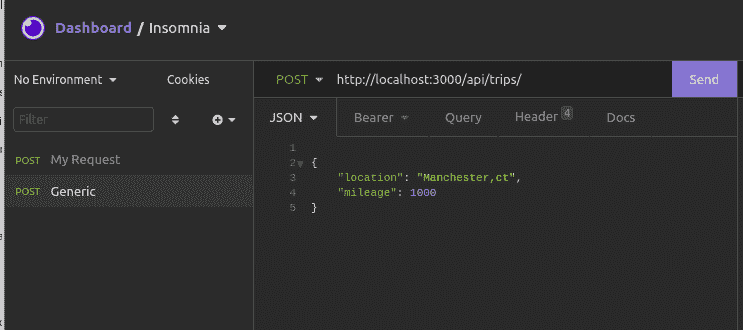 Dashboard / Insomnia
No Environment Cookies
POST http://localhost:3000/api/trips/ Send
Filter
JSON Bearer Query Header 4 Docs
POST My Request
POST Generic
1
2 {
3 "location": "Manchester,ct",
4 "mileage": 1000
5 }